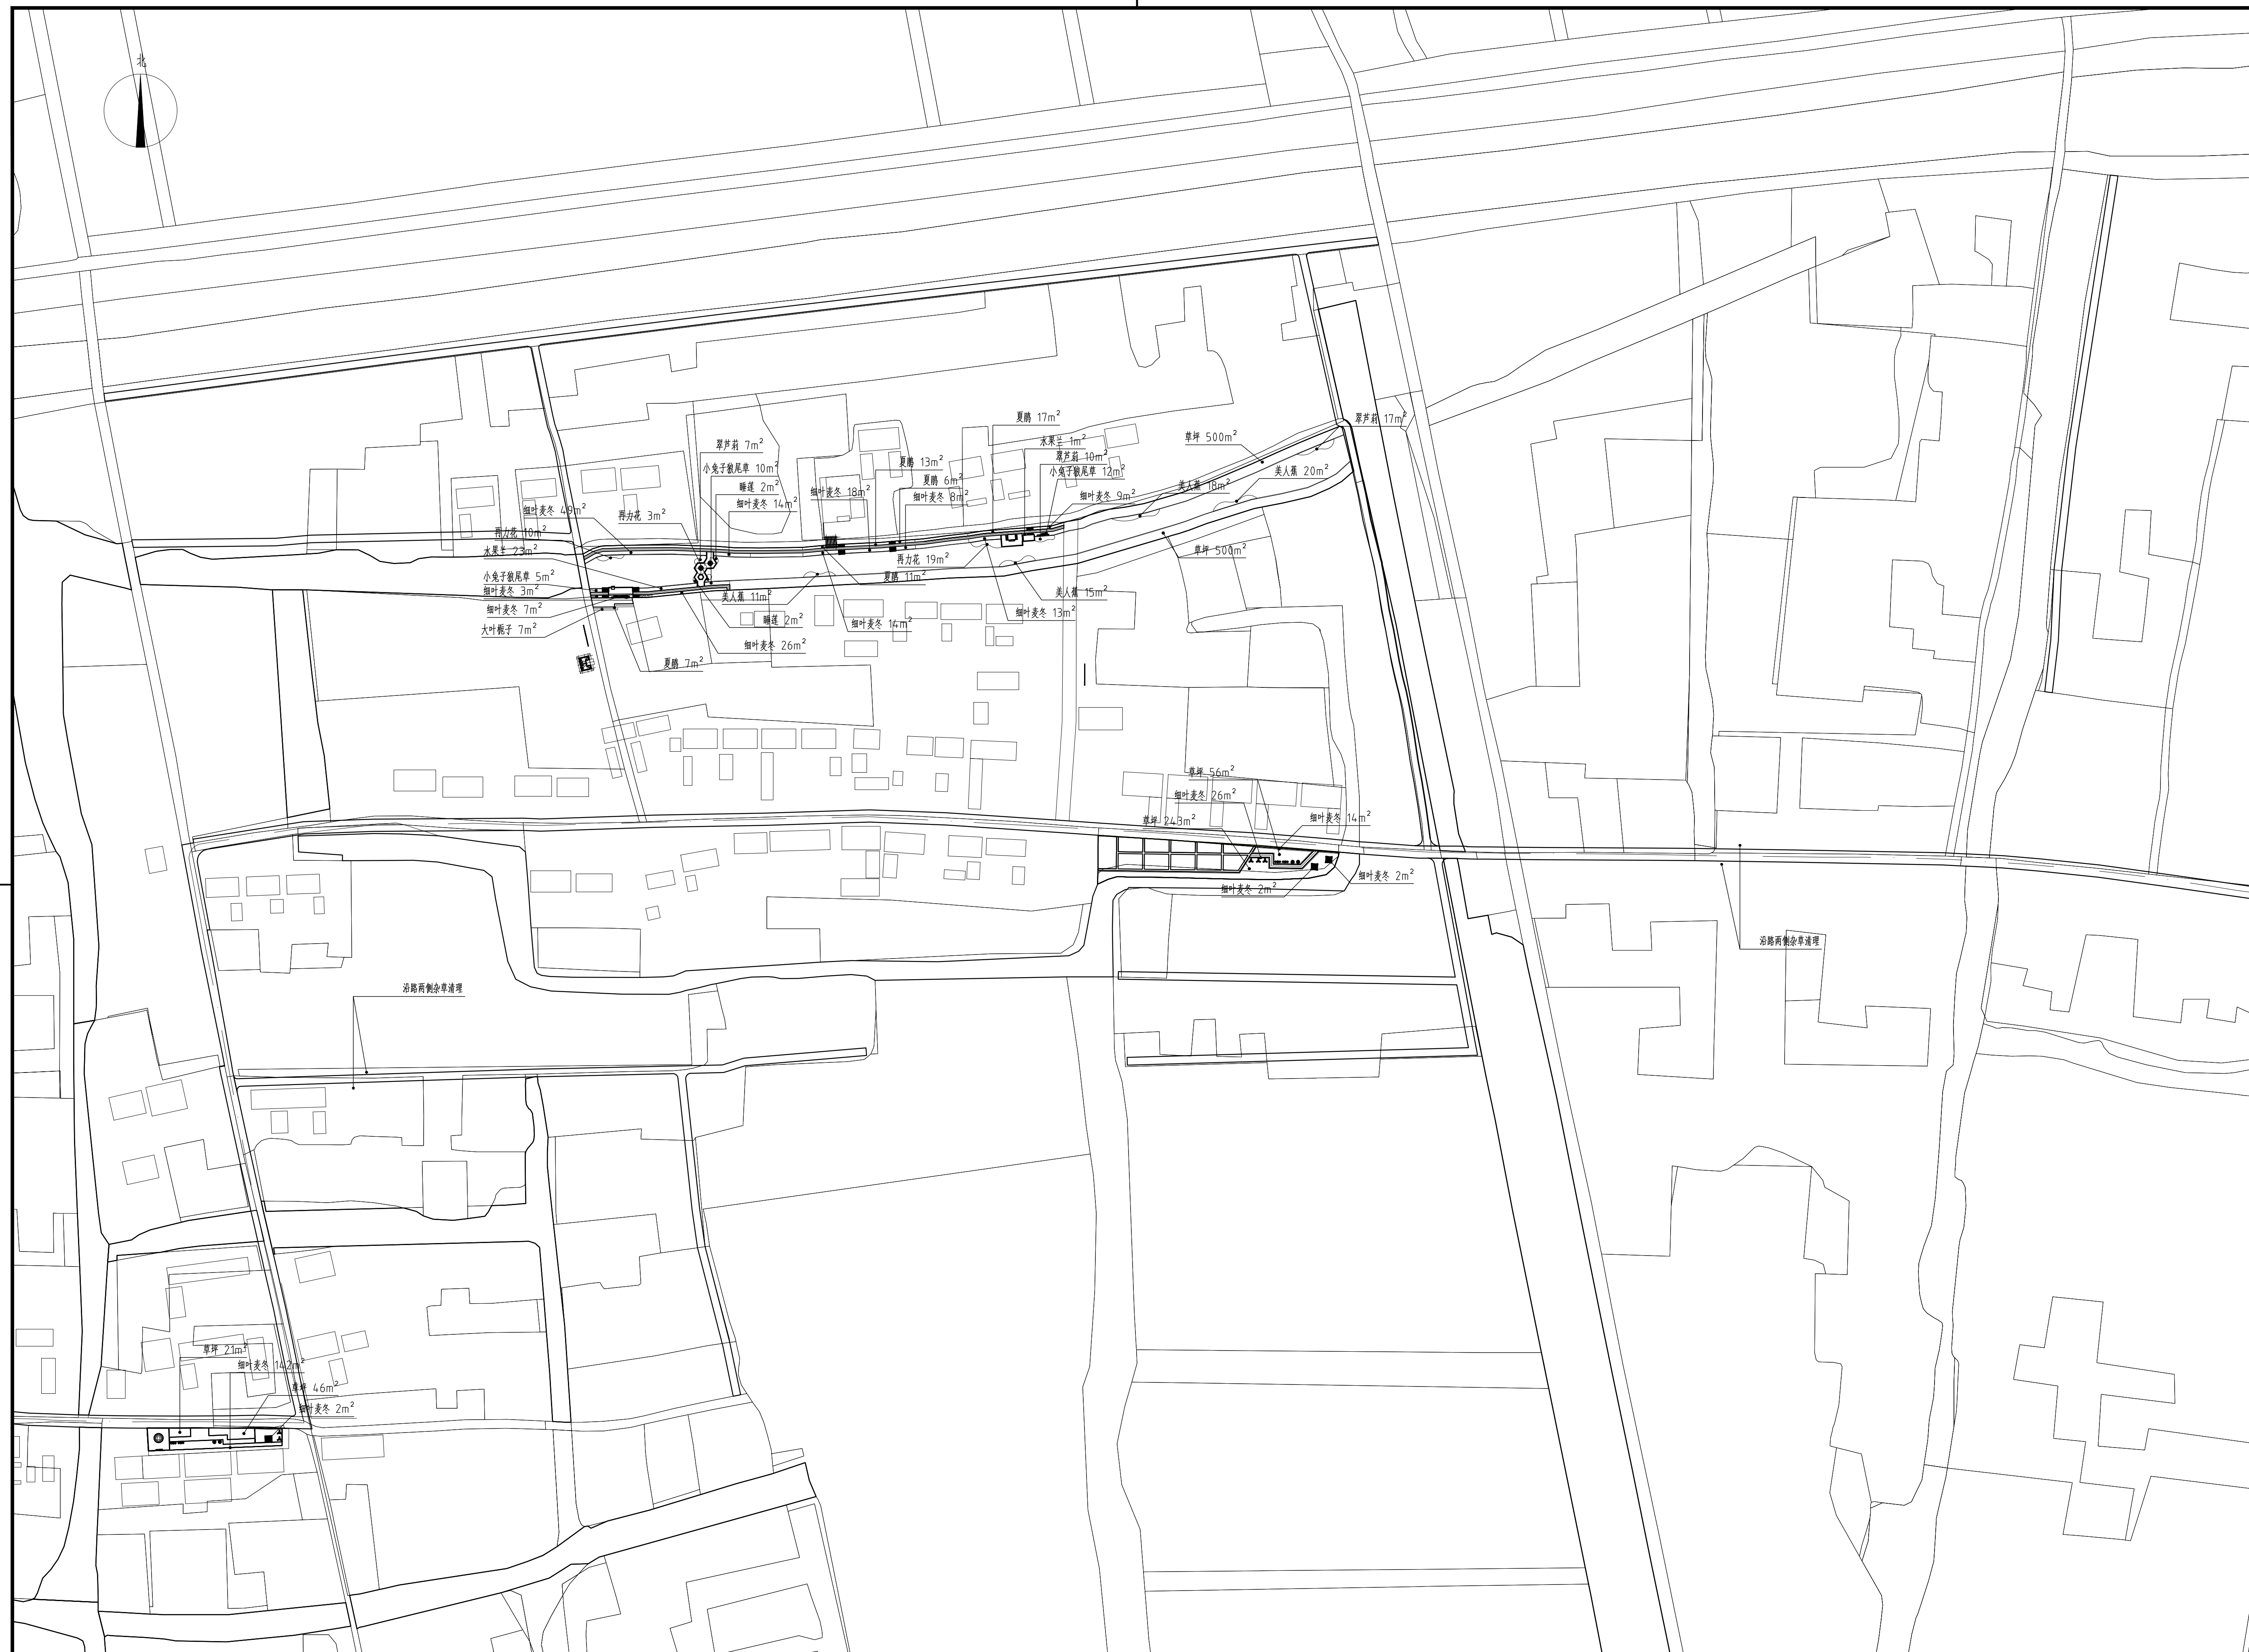 北
夏鹃 17m²
翠芦莉 17m²
水果兰 1m²
草坪 500m²
翠芦莉 7m²
翠芦莉 10m²
夏鹃 13m²
小兔子狼尾草 10m²
小兔子狼尾草 12m²
美人蕉 20m²
夏鹃 6m²
睡莲 2m²
美人蕉 18m²
细叶麦冬 18m²
细叶麦冬 8m²
细叶麦冬 9m²
细叶麦冬 14m²
细叶麦冬 49m²
再力花 3m²
再力花 10m²
水果兰 23m²
草坪 500m²
再力花 19m²
小兔子狼尾草 5m²
夏鹃 11m²
细叶麦冬 3m²
美人蕉 11m²
美人蕉 15m²
细叶麦冬 7m²
细叶麦冬 13m²
睡莲 2m²
细叶麦冬 14m²
大叶栀子 7m²
细叶麦冬 26m²
夏鹃 7m²
草坪 56m²
细叶麦冬 26m²
草坪 243m²
细叶麦冬 14m²
细叶麦冬 2m²
细叶麦冬 2m²
沿路两侧杂草清理
沿路两侧杂草清理
草坪 21m²
细叶麦冬 142m²
草坪 46m²
细叶麦冬 2m²